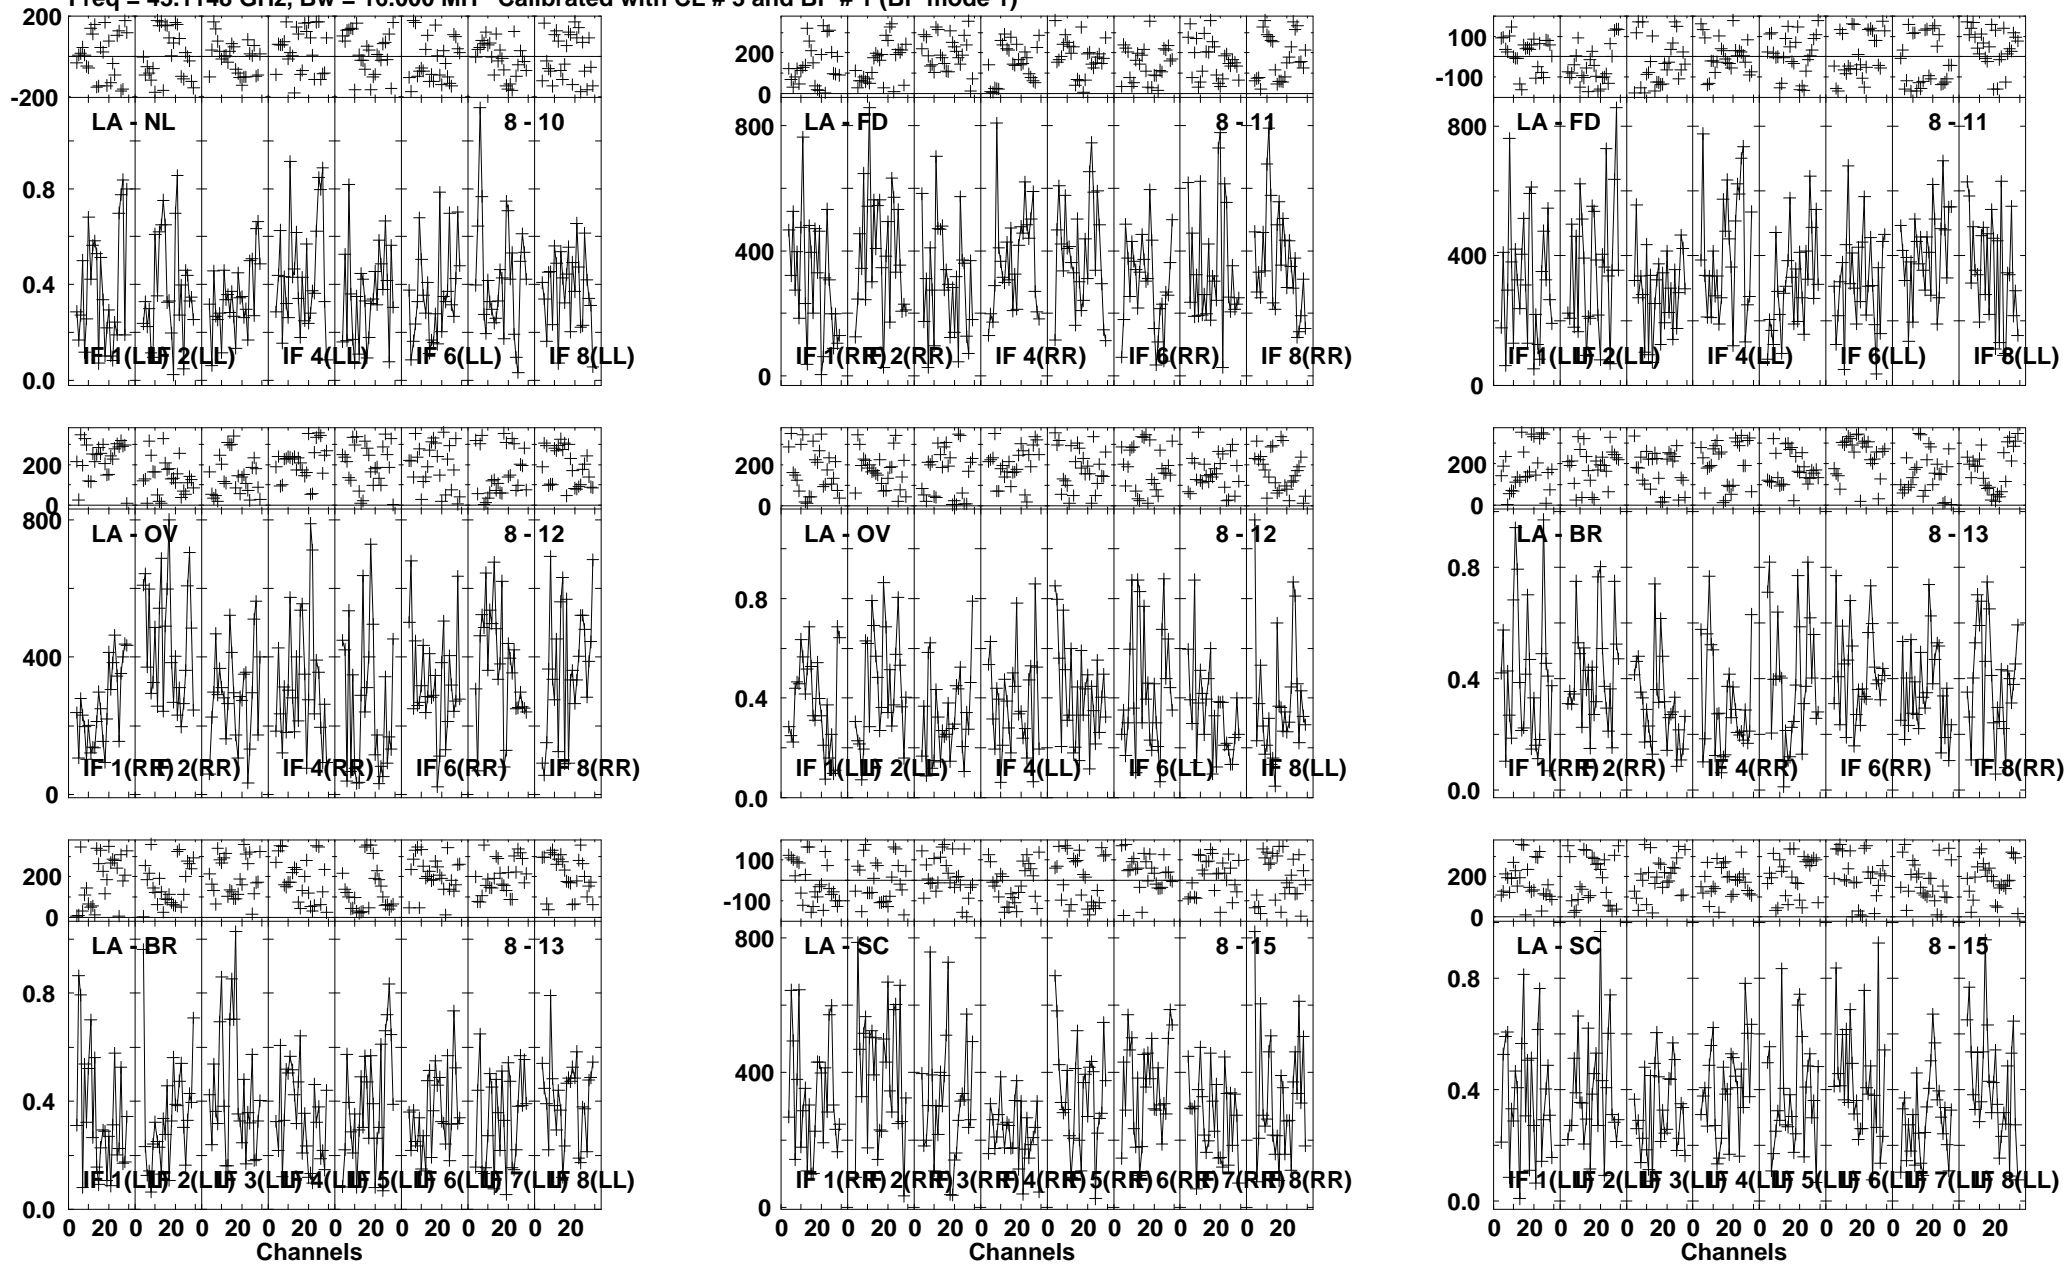 Calibrated with CL # 3 and BP # 1 (BP mode 1)
200
-200
LA - NL 8 - 10
0.8
0.4
0.0
IF 1(LL) IF 2(LL) IF 4(LL) IF 6(LL) IF 8(LL)
200
0
LA - FD 8 - 11
800
400
0
IF 1(RR) IF 2(RR) IF 4(RR) IF 6(RR) IF 8(RR)
100
-100
LA - FD 8 - 11
800
400
0
IF 1(LL) IF 2(LL) IF 4(LL) IF 6(LL) IF 8(LL)
200
0
LA - OV 8 - 12
800
400
0
IF 1(RR) IF 2(RR) IF 4(RR) IF 6(RR) IF 8(RR)
200
0
LA - OV 8 - 12
0.8
0.4
0.0
IF 1(LL) IF 2(LL) IF 4(LL) IF 6(LL) IF 8(LL)
200
0
LA - BR 8 - 13
0.8
0.4
0.0
IF 1(RR) IF 2(RR) IF 4(RR) IF 6(RR) IF 8(RR)
200
0
LA - BR 8 - 13
0.8
0.4
0.0
IF 1(LL) IF 2(LL) IF 3(LL) IF 4(LL) IF 5(LL) IF 6(LL) IF 7(LL) IF 8(LL)
0 20 0 20 0 20 0 20 0 20 0 20 0 20 0 20
Channels
100
-100
LA - SC 8 - 15
800
400
0
IF 1(RR) IF 2(RR) IF 3(RR) IF 4(RR) IF 5(RR) IF 6(RR) IF 7(RR) IF 8(RR)
0 20 0 20 0 20 0 20 0 20 0 20 0 20 0 20
Channels
200
0
LA - SC 8 - 15
0.8
0.4
0.0
IF 1(LL) IF 2(LL) IF 3(LL) IF 4(LL) IF 5(LL) IF 6(LL) IF 7(LL) IF 8(LL)
0 20 0 20 0 20 0 20 0 20 0 20 0 20 0 20
Channels